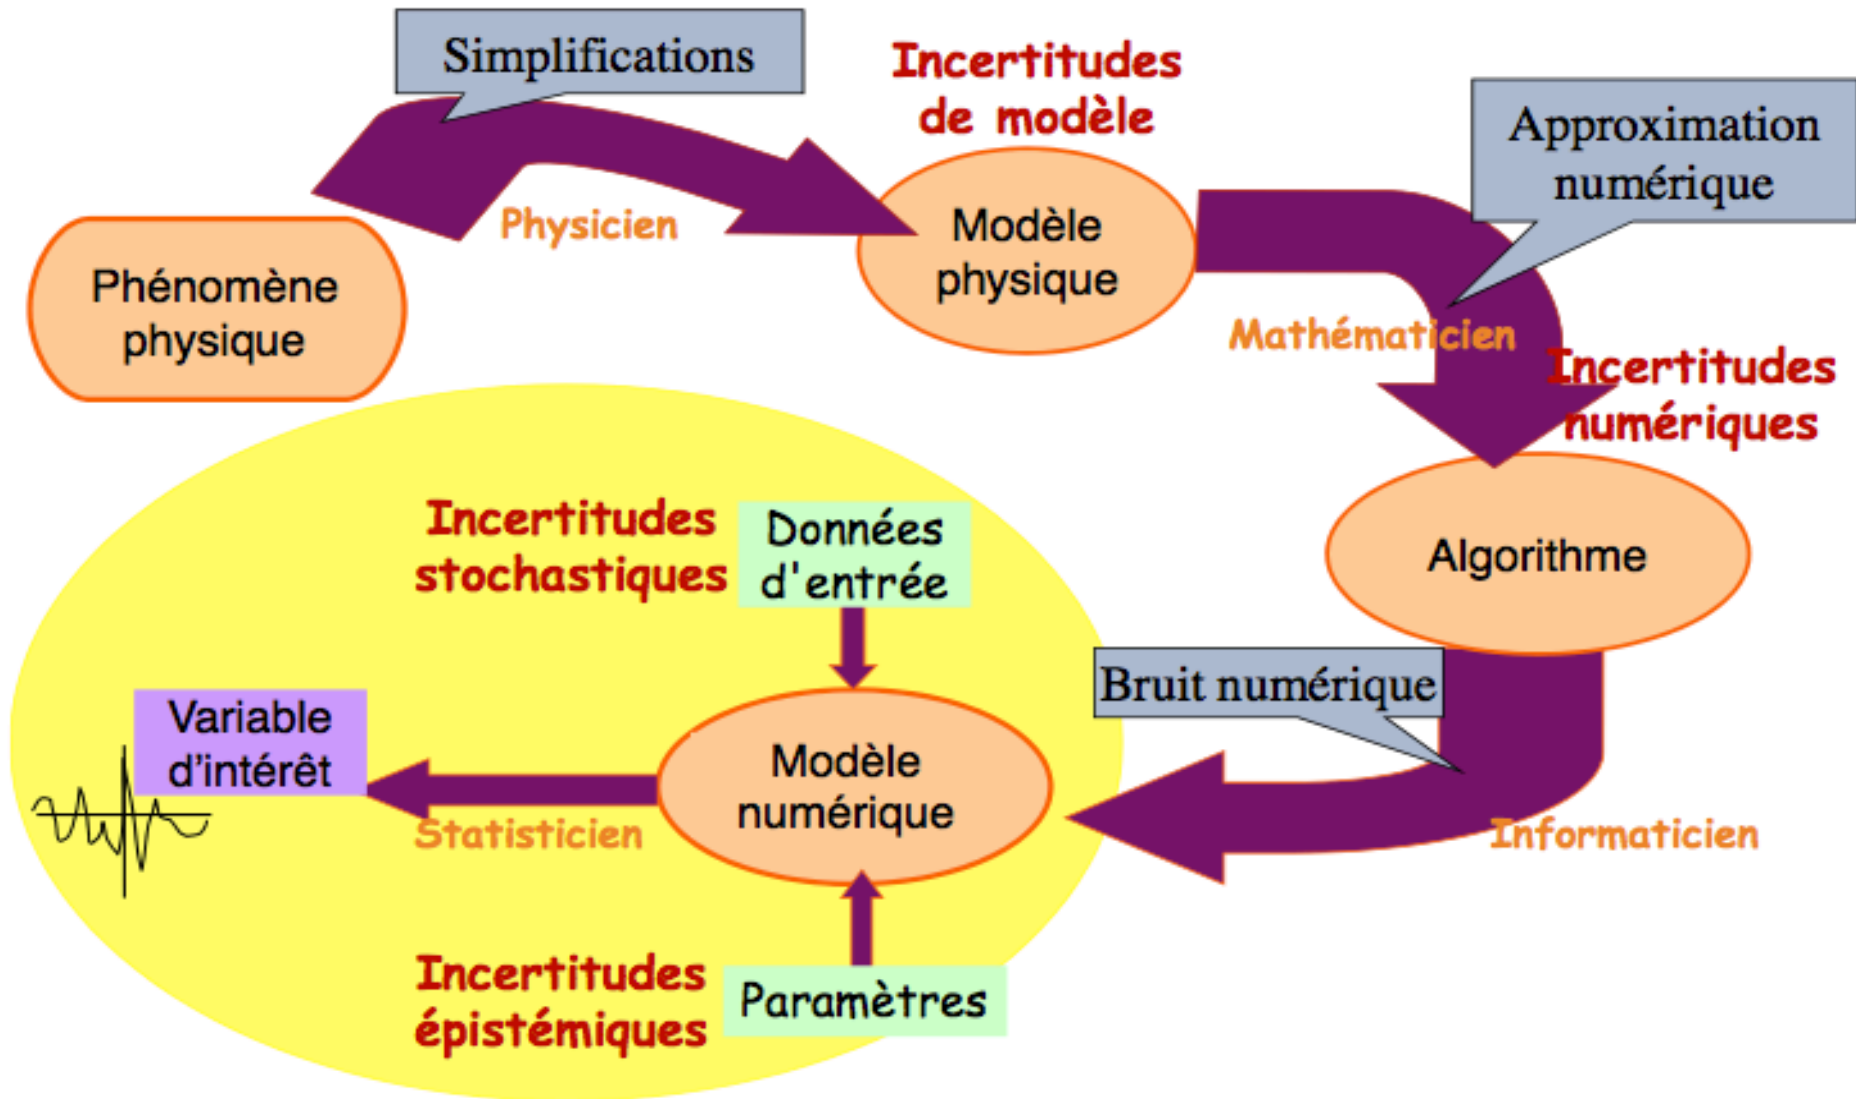 Simplifications
Incertitudes
de modèle
Approximation
numérique
Physicien
Modèle
physique
Phénomène
physique
Mathématicien
Incertitudes
numériques
Algorithme
Incertitudes
stochastiques
Données
d'entrée
Bruit numérique
Variable
d’intérêt
Modèle
numérique
Statisticien
Informaticien
Incertitudes
épistémiques
Paramètres